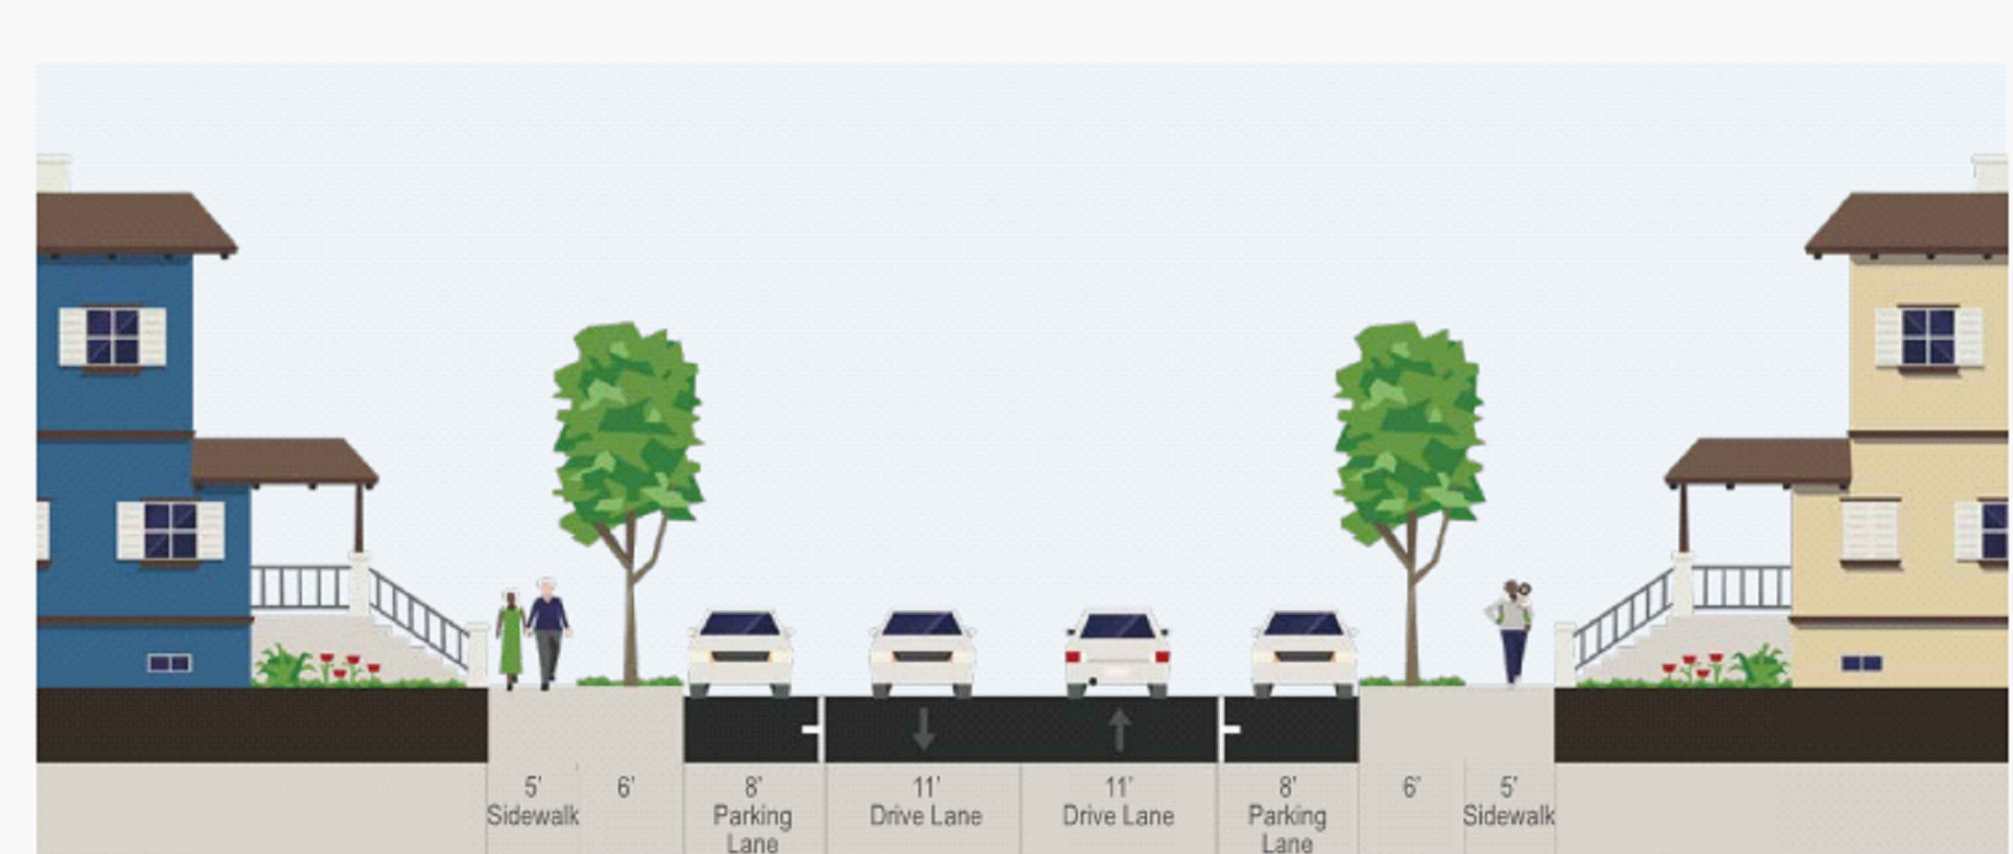 5'
Sidewalk
6'
8'
Parking
Lane
11'
Drive Lane
11'
Drive Lane
8'
Parking
Lane
6'
5'
Sidewalk